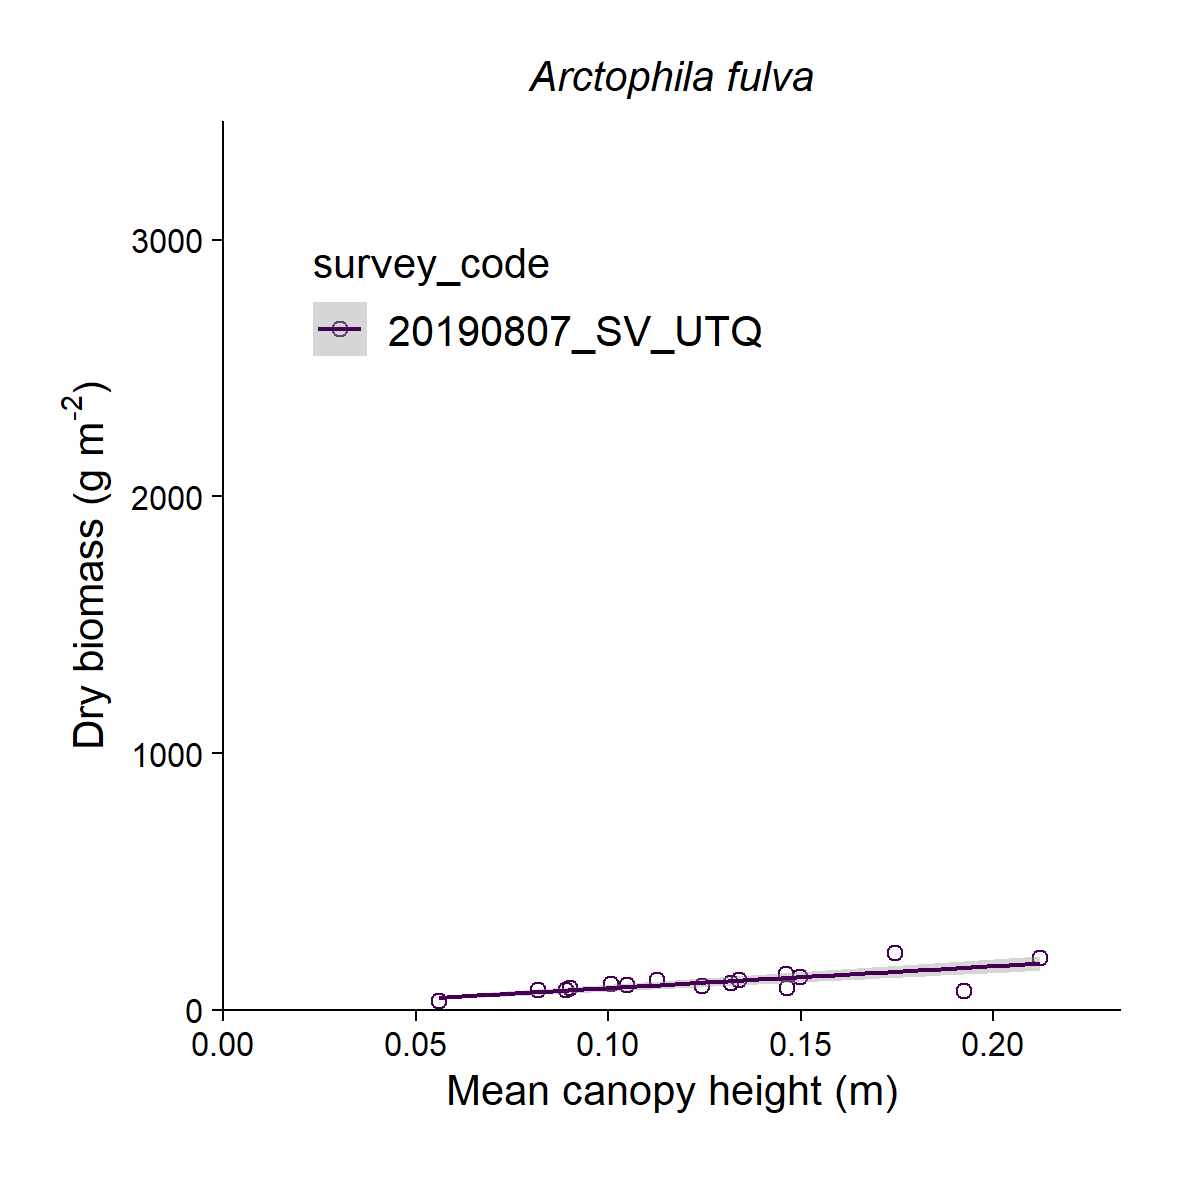 Arctophila fulva
3000
2000
1000
0
survey_code
20190807_SV_UTQ
Dry biomass (g m-2)
0.00 0.05 0.10 0.15 0.20
Mean canopy height (m)